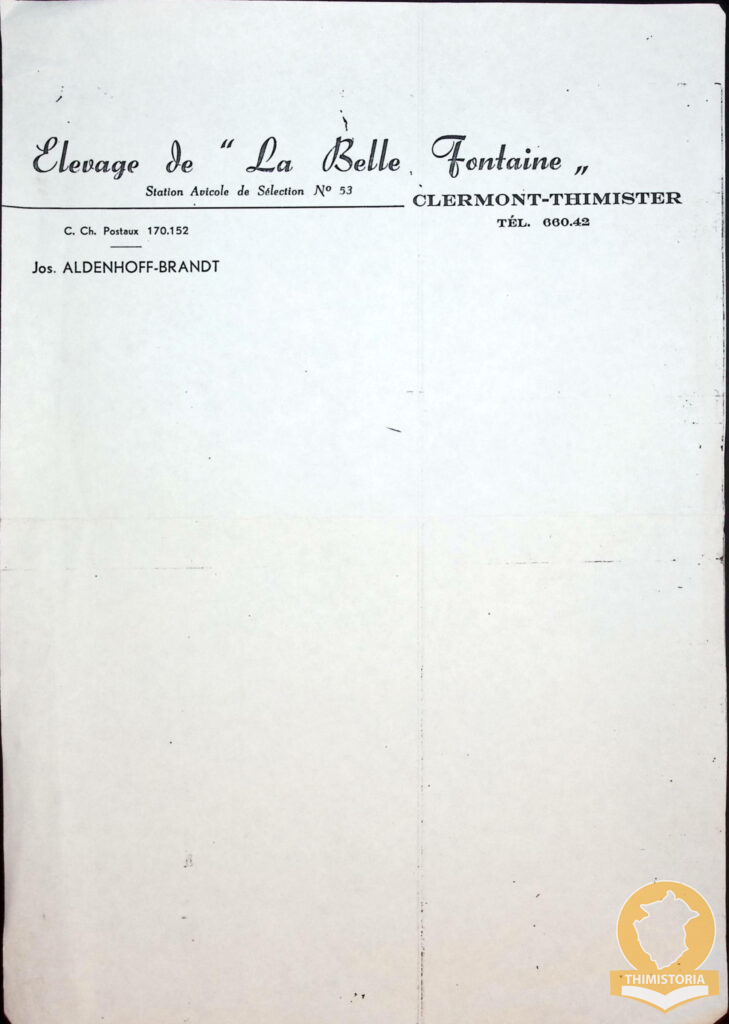 Elevage de “ La Belle Fontaine „
Station Avicole de Sélection Nº 53
CLERMONT-THIMISTER
TÉL. 660.42
C. Ch. Postaux 170.152
Jos. ALDENHOFF-BRANDT
THIMISTORIA